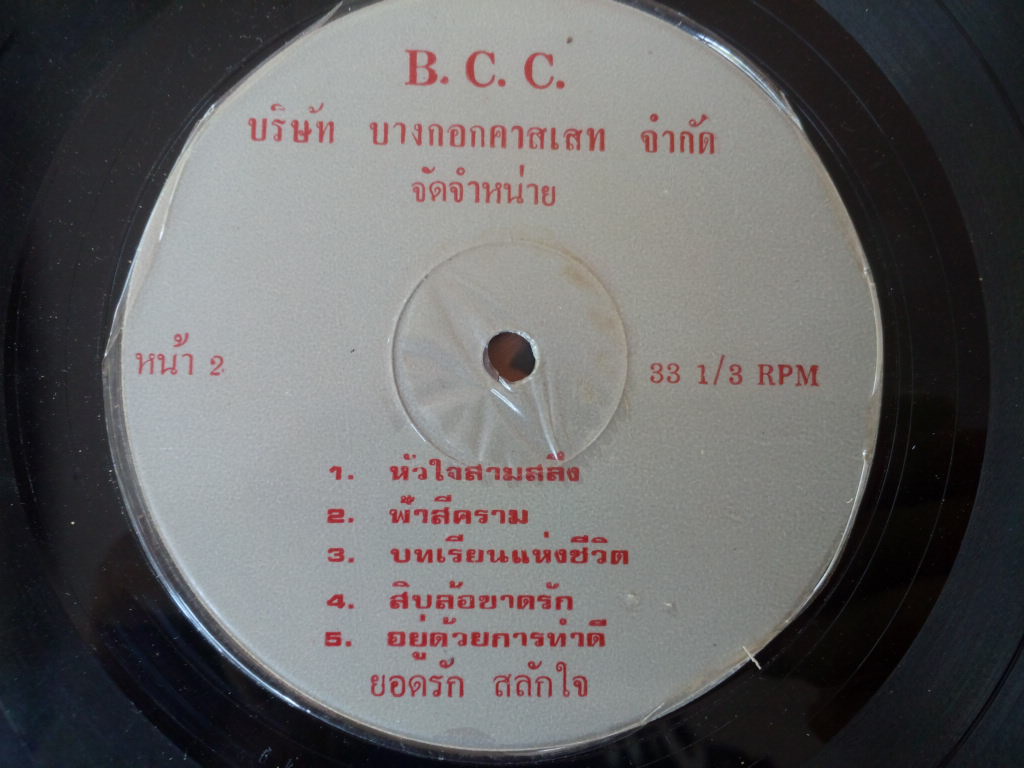 B. C. C.
บริษัท บางกอกคาสเสท จำกัด
จัดจำหน่าย
หน้า 2
33 1/3 RPM
1. หัวใจสามสลึง
2. ฟ้าสีคราม
3. บทเรียนแห่งชีวิต
4. สิบล้อขาดรัก
5. อยู่ด้วยการทำดี
ยอดรัก สลักใจ